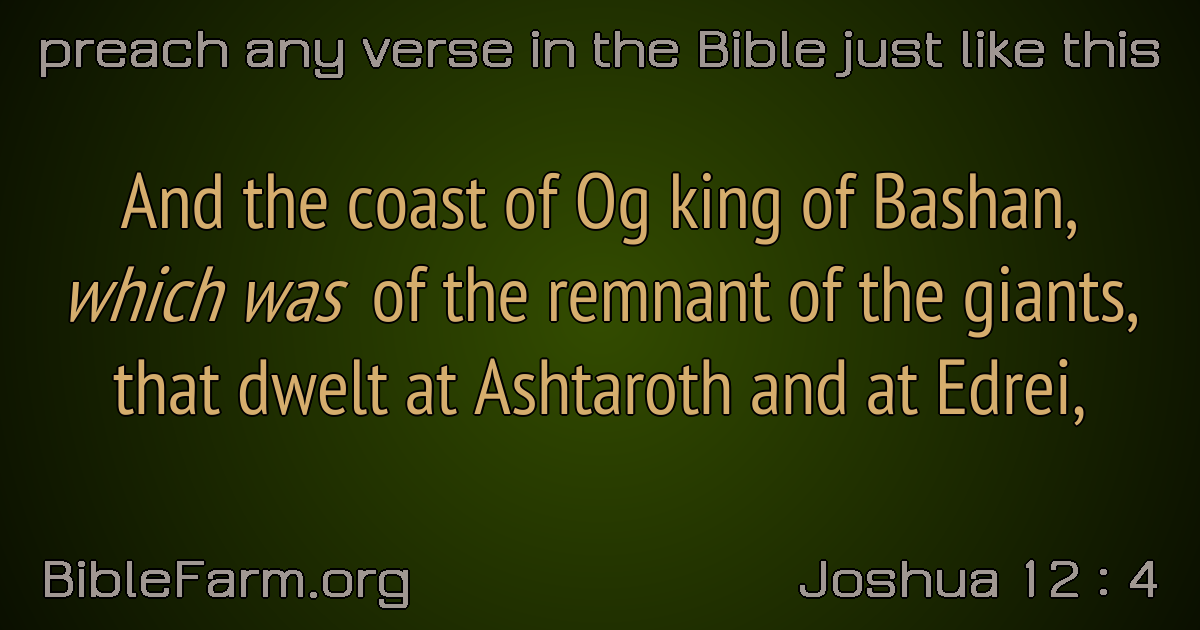 preach any verse in the Bible just like this
And the coast of Og king of Bashan,
which was of the remnant of the giants,
that dwelt at Ashtaroth and at Edrei,
BibleFarm.org
Joshua 12 : 4